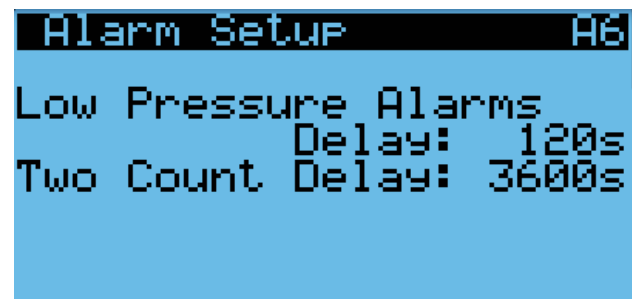 Alarm Setup A6
Low Pressure Alarms
Delay: 120s
Two Count Delay: 3600s